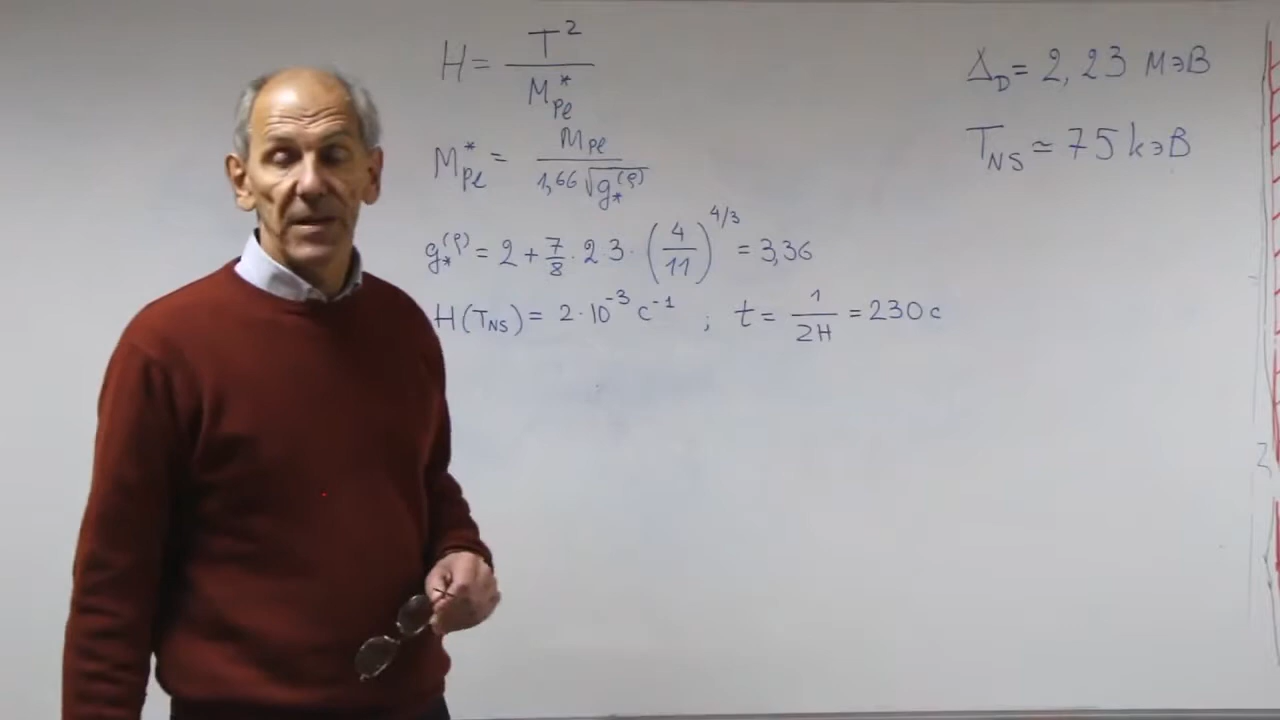 H = T² / M*Pl
M*Pl = MPl / 1,66 √g*^(ρ)
g*^(ρ) = 2 + 7/8 · 2 · 3 · (4/11)^4/3 = 3,36
H(TNS) = 2 · 10⁻³ c⁻¹ ; t = 1/2H = 230 c
ΔD = 2,23 МэВ
TNS ≃ 75 kэВ